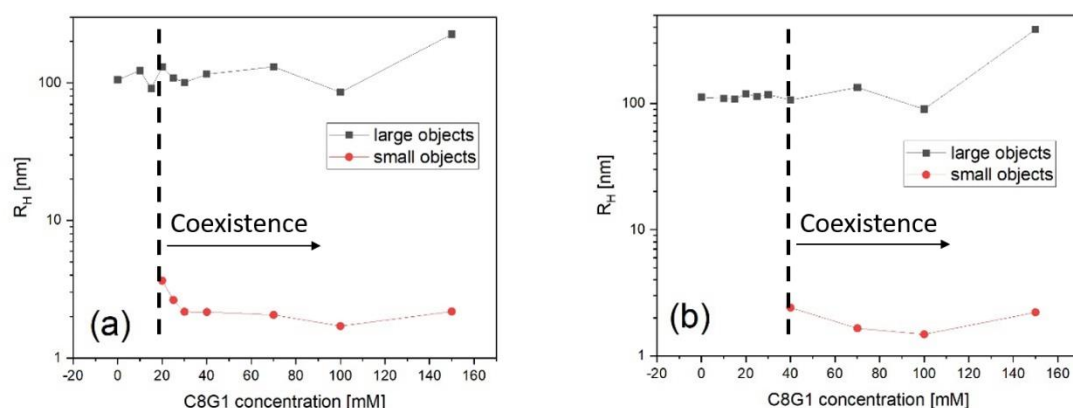 (a)
100
10
1
R_H [nm]
large objects
small objects
Coexistence
-20 0 20 40 60 80 100 120 140 160
C8G1 concentration [mM]
(b)
100
10
1
R_H [nm]
large objects
small objects
Coexistence
-20 0 20 40 60 80 100 120 140 160
C8G1 concentration [mM]